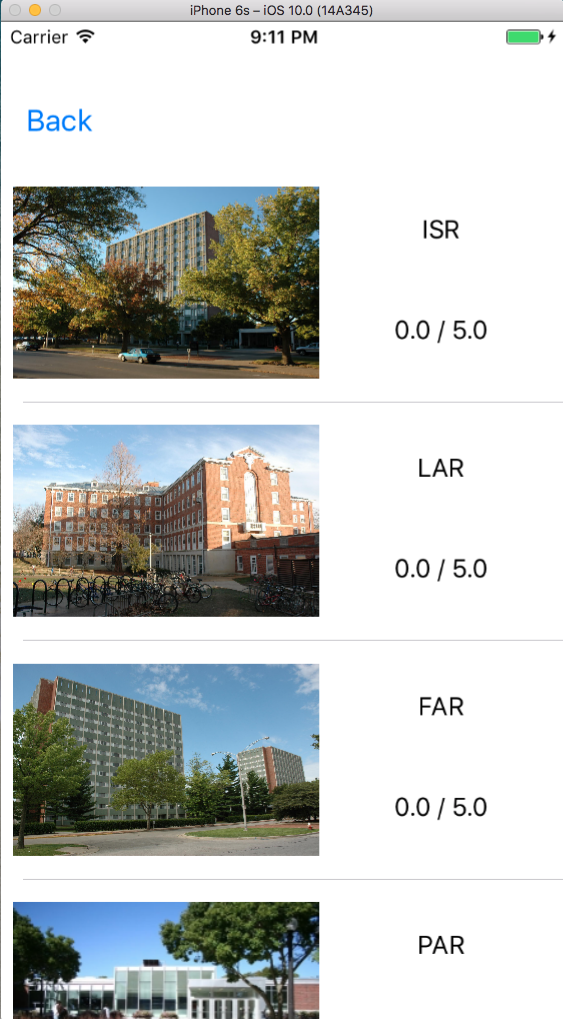 iPhone 6s – iOS 10.0 (14A345)
Carrier 9:11 PM
Back
ISR
0.0 / 5.0
LAR
0.0 / 5.0
FAR
0.0 / 5.0
PAR